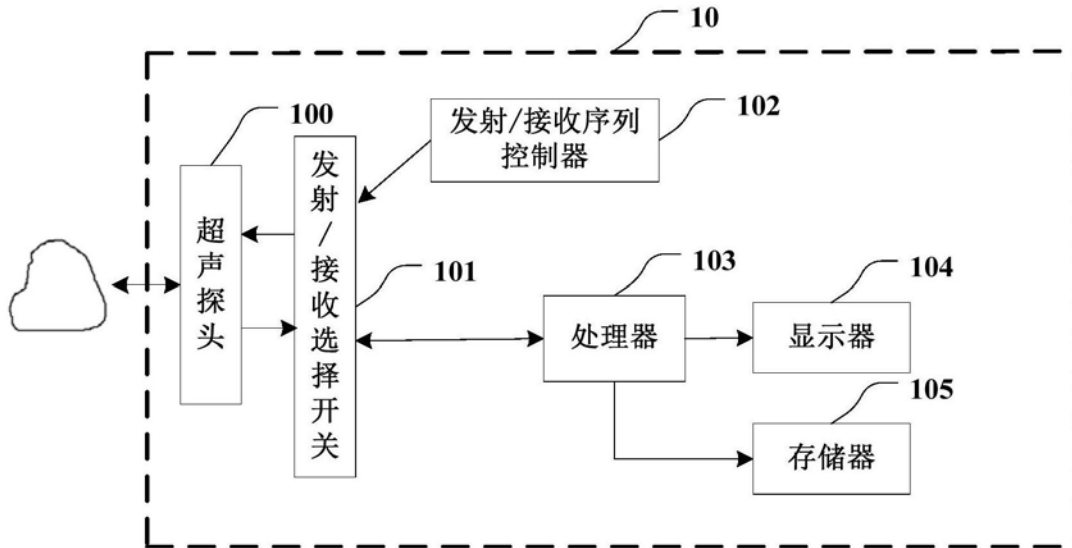 10
100
102
发射/接收序列
控制器
发射/接收选择开关
超声探头
101
103
104
处理器
显示器
105
存储器